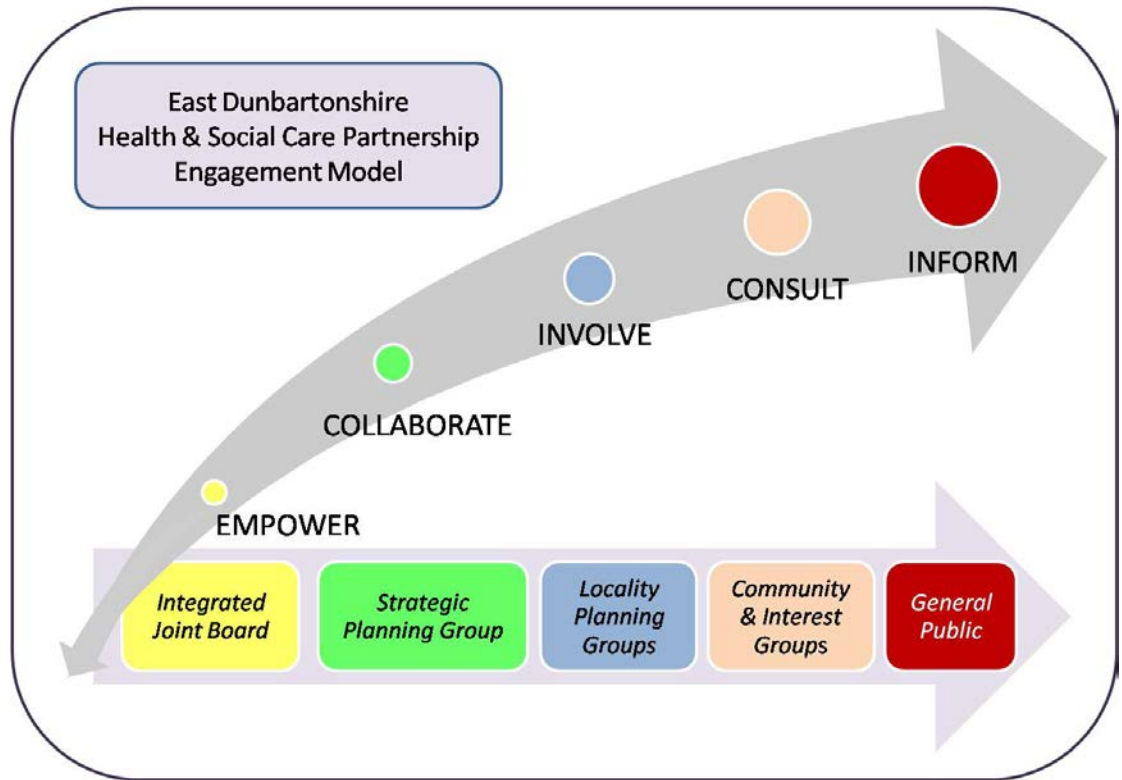 East Dunbartonshire
Health & Social Care Partnership
Engagement Model
INFORM
CONSULT
INVOLVE
COLLABORATE
EMPOWER
Integrated
Joint Board
Strategic
Planning Group
Locality
Planning
Groups
Community
& Interest
Groups
General
Public